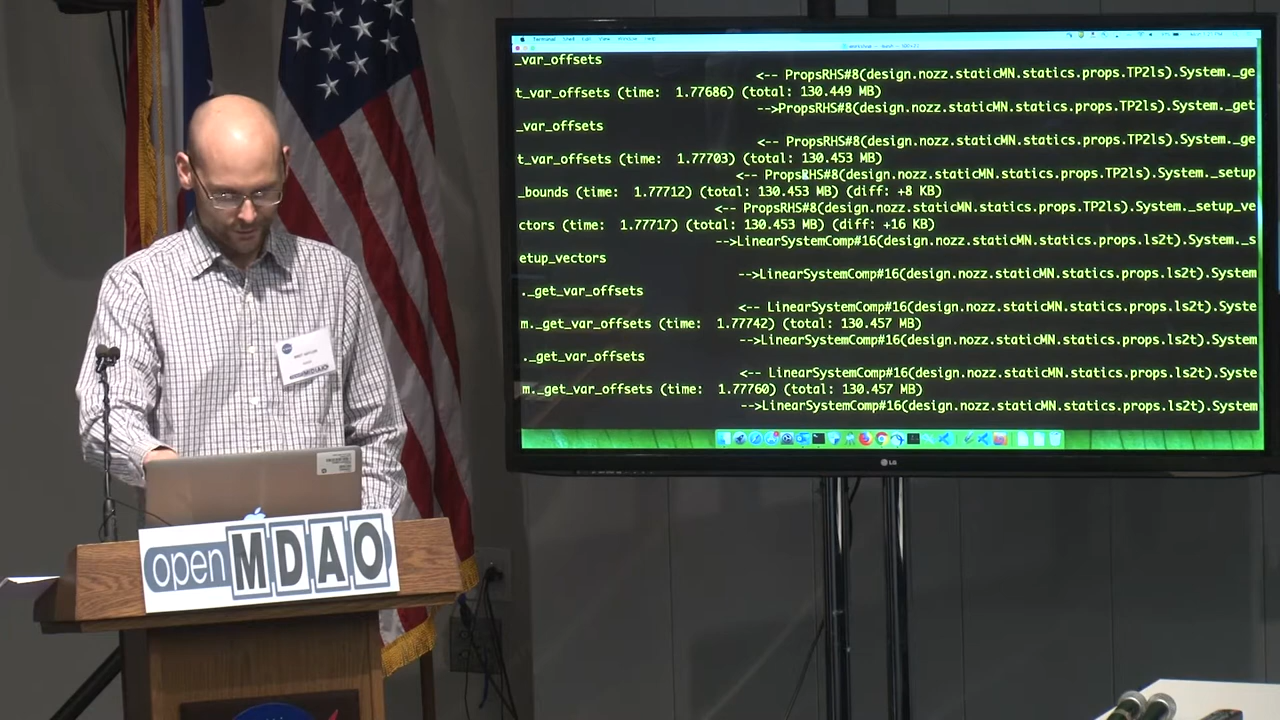 _var_offsets
<-- PropsRHS#8(design.nozz.staticMN.statics.props.TP2ls).System._ge
t_var_offsets (time:  1.77686) (total: 130.449 MB)
-->PropsRHS#8(design.nozz.staticMN.statics.props.TP2ls).System._get
_var_offsets
<-- PropsRHS#8(design.nozz.staticMN.statics.props.TP2ls).System._ge
t_var_offsets (time:  1.77703) (total: 130.453 MB)
<-- PropsRHS#8(design.nozz.staticMN.statics.props.TP2ls).System._setup
_bounds (time:  1.77712) (total: 130.453 MB) (diff: +8 KB)
<-- PropsRHS#8(design.nozz.staticMN.statics.props.TP2ls).System._setup_ve
ctors (time:  1.77717) (total: 130.453 MB) (diff: +16 KB)
-->LinearSystemComp#16(design.nozz.staticMN.statics.props.ls2t).System._s
etup_vectors
-->LinearSystemComp#16(design.nozz.staticMN.statics.props.ls2t).System
._get_var_offsets
<-- LinearSystemComp#16(design.nozz.staticMN.statics.props.ls2t).Syste
m._get_var_offsets (time:  1.77742) (total: 130.457 MB)
-->LinearSystemComp#16(design.nozz.staticMN.statics.props.ls2t).System
._get_var_offsets
<-- LinearSystemComp#16(design.nozz.staticMN.statics.props.ls2t).Syste
m._get_var_offsets (time:  1.77760) (total: 130.457 MB)
-->LinearSystemComp#16(design.nozz.staticMN.statics.props.ls2t).System
LG
openMDAO